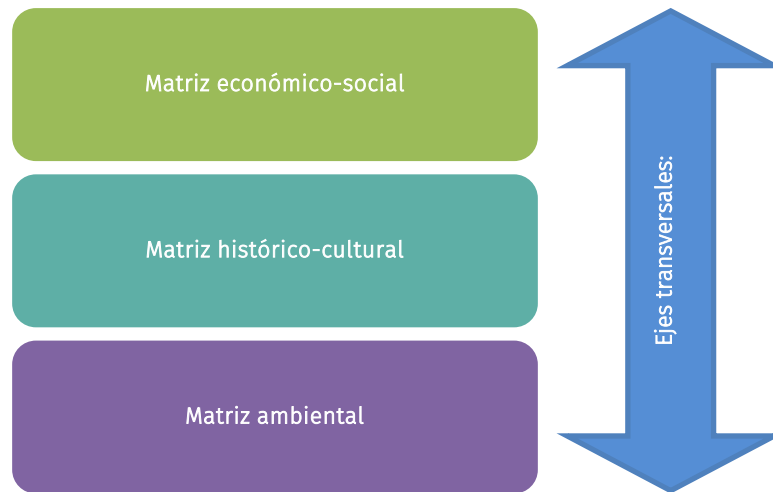 Matriz económico-social
Matriz histórico-cultural
Matriz ambiental
Ejes transversales: